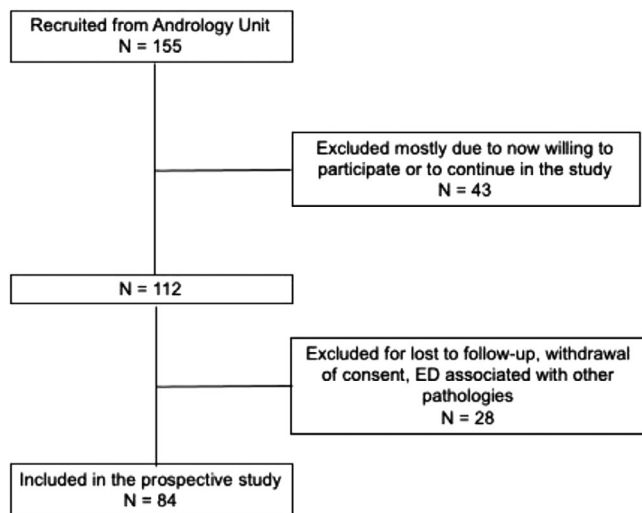 Recruited from Andrology Unit
N = 155
Excluded mostly due to now willing to
participate or to continue in the study
N = 43
N = 112
Excluded for lost to follow-up, withdrawal
of consent, ED associated with other
pathologies
N = 28
Included in the prospective study
N = 84